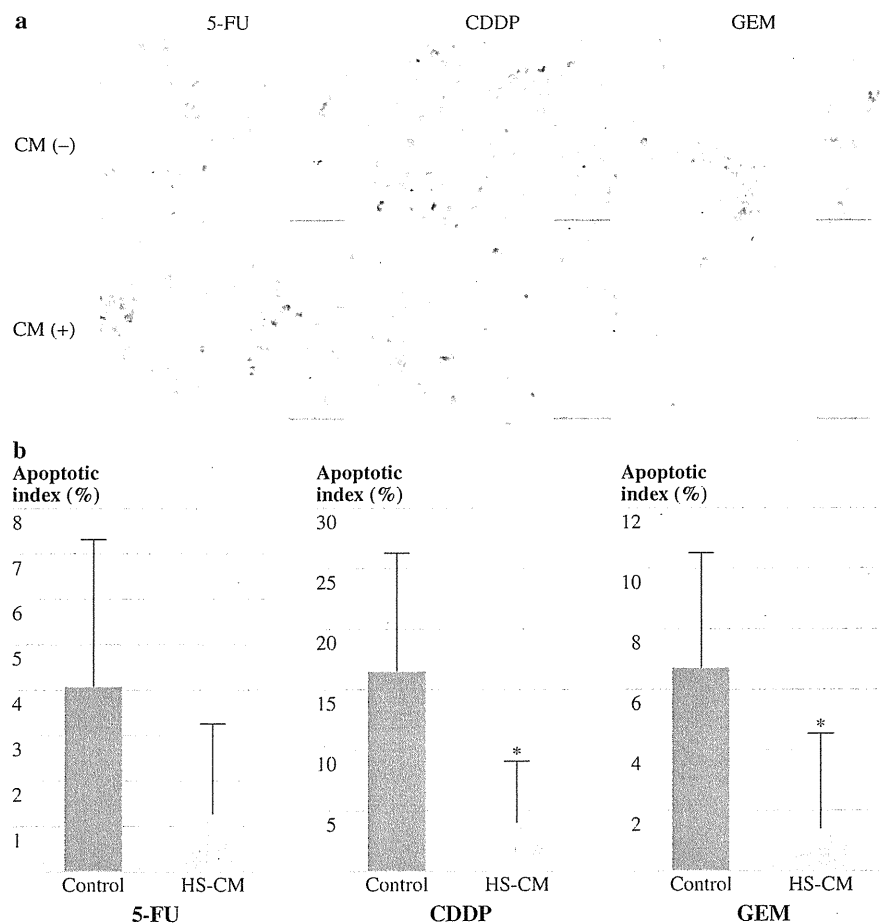 a
5-FU CDDP GEM
CM (–)
CM (+)
b
Apoptotic
index (%)
8
7
6
5
4
3
2
1
Control HS-CM
5-FU
Apoptotic
index (%)
30
25
20
15
10
5
*
Control HS-CM
CDDP
Apoptotic
index (%)
12
10
8
6
4
2
*
Control HS-CM
GEM